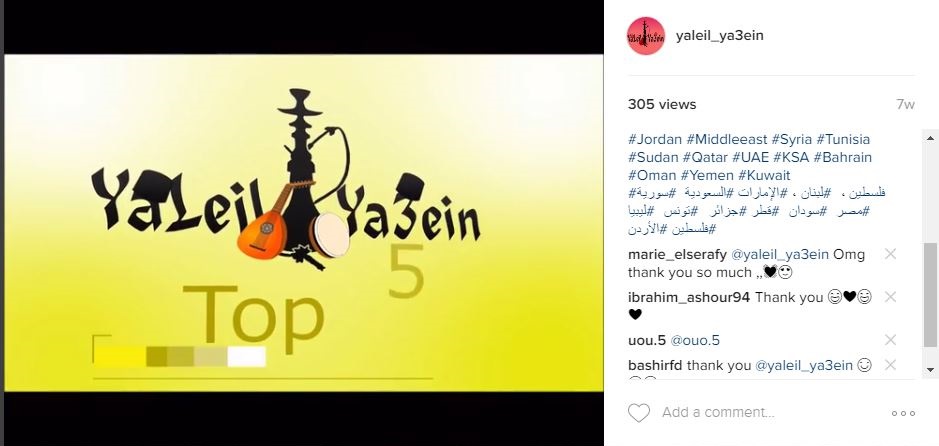 YaLeil Ya3ein
Top 5
yaleil_ya3ein
305 views
7w
#Jordan #Middleeast #Syria #Tunisia
#Sudan #Qatar #UAE #KSA #Bahrain
#Oman #Yemen #Kuwait
فلسطين ، #لبنان ، #الإمارات #السعودية #سورية#
#مصر #سودان #قطر #جزائر #تونس #ليبيا
#فلسطين #الأردن
marie_elserafy @yaleil_ya3ein Omg
thank you so much ,,🖤😍
ibrahim_ashour94 Thank you 😄🖤😄
🖤
uou.5 @ouo.5
bashirfd thank you @yaleil_ya3ein
Add a comment...